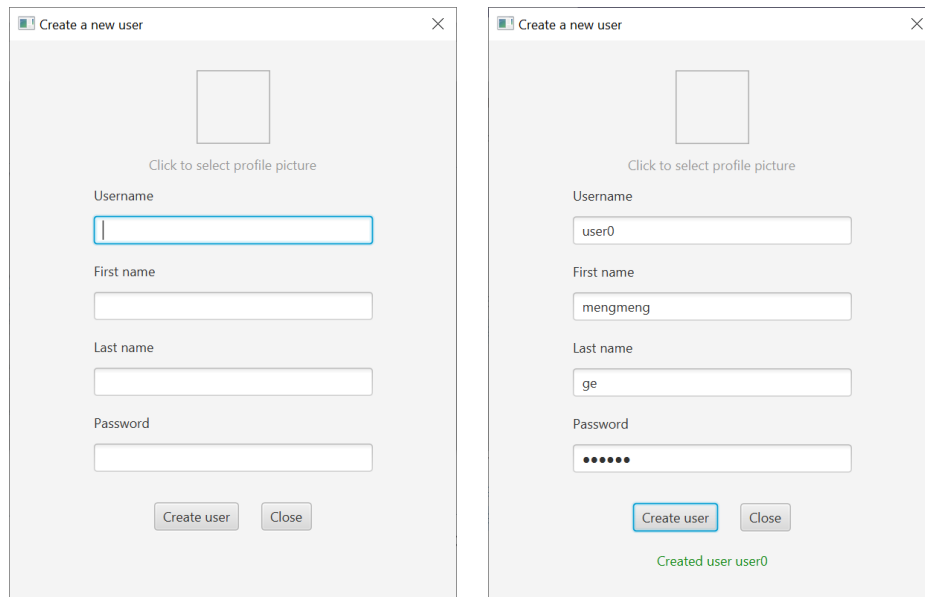 Create a new user
Click to select profile picture
Username
First name
Last name
Password
Create user
Close
Create a new user
Click to select profile picture
Username
user0
First name
mengmeng
Last name
ge
Password
••••••
Create user
Close
Created user user0